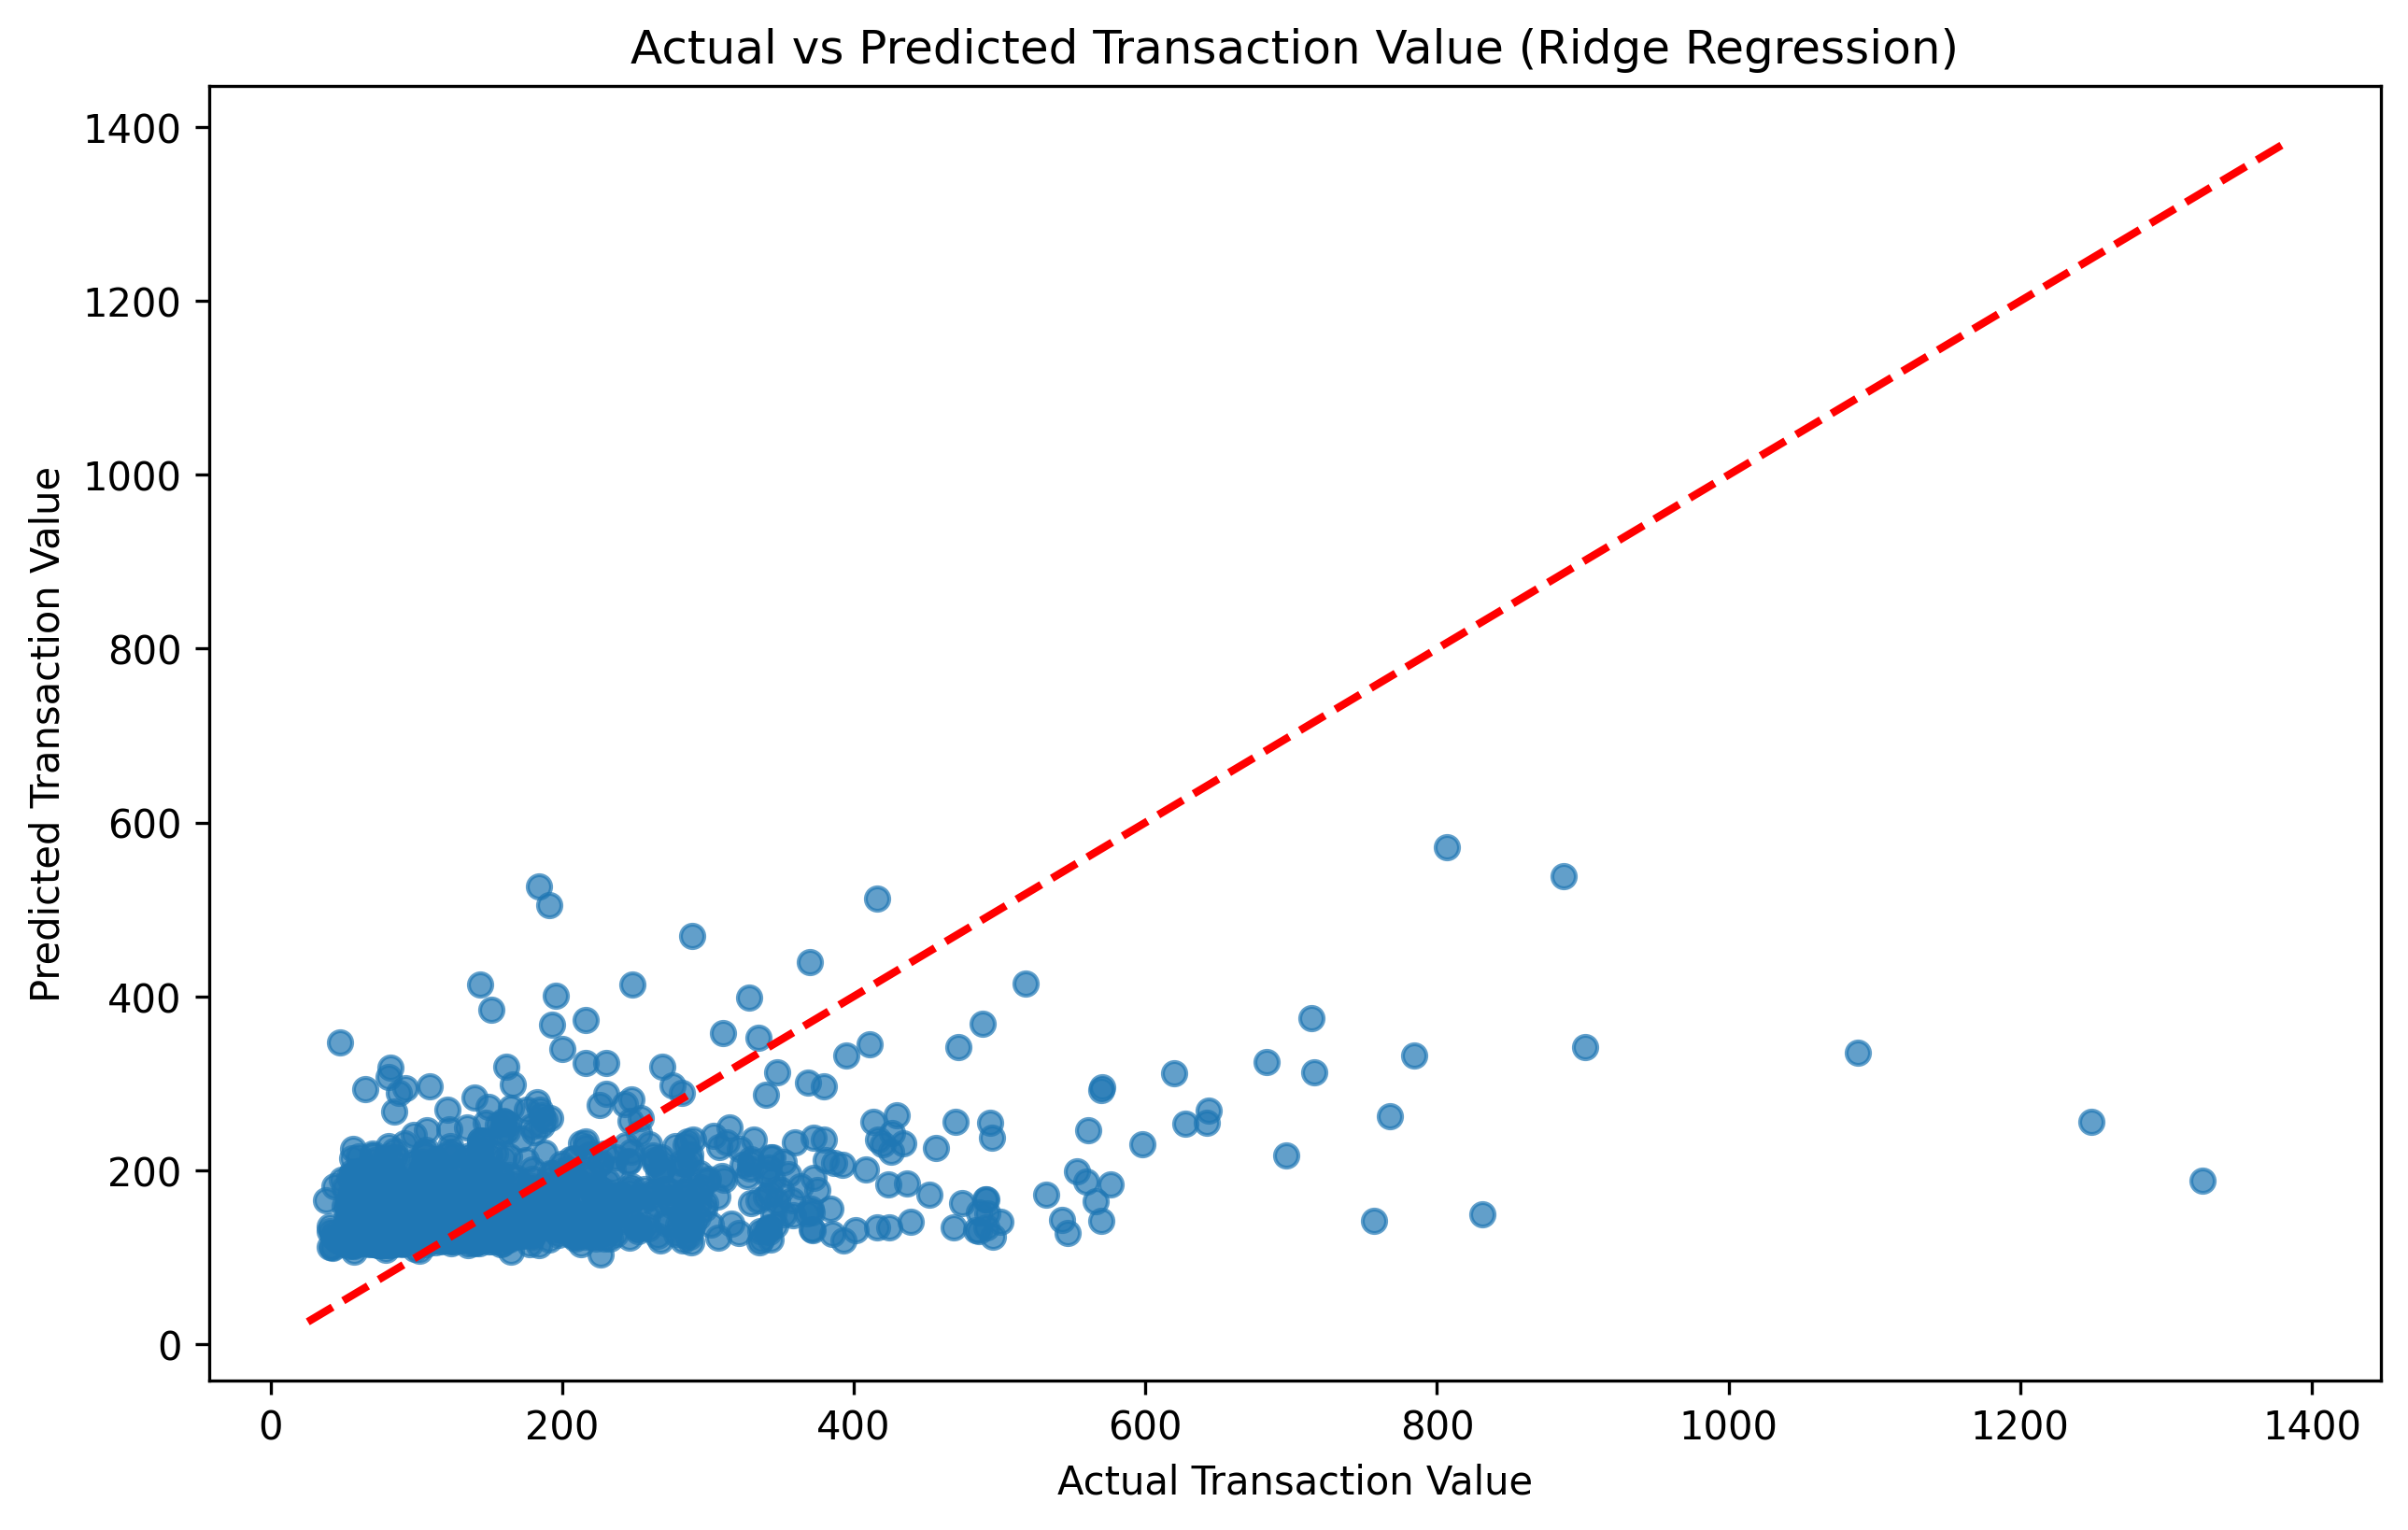 Actual vs Predicted Transaction Value (Ridge Regression)
1400
1200
1000
800
600
400
200
0
Predicted Transaction Value
0 200 400 600 800 1000 1200 1400
Actual Transaction Value